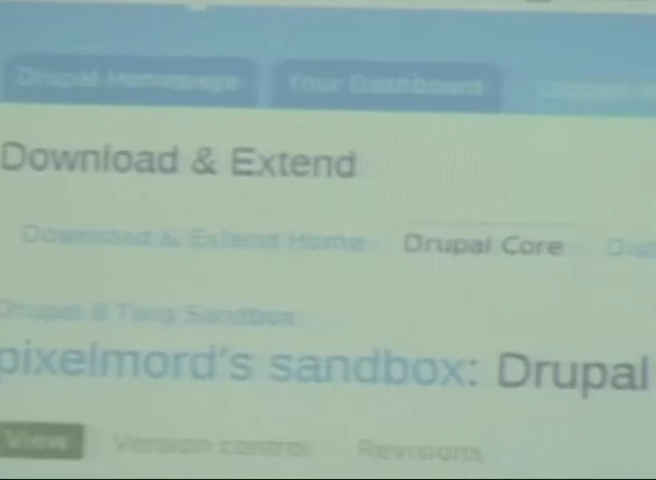 Drupal Homepage Your Dashboard
Download & Extend
Download & Extend Home Drupal Core
Drupal 8 Twig Sandbox
pixelmord's sandbox: Drupal
View Version control Revisions